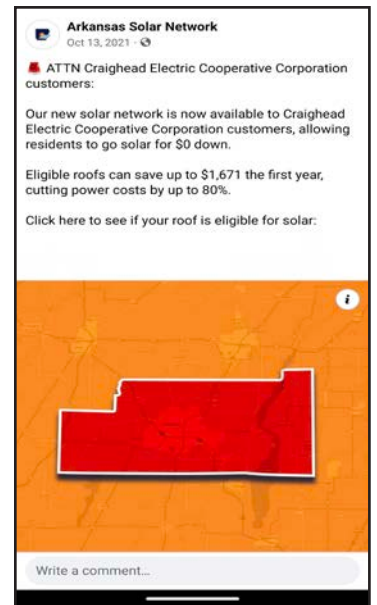 Arkansas Solar Network
Oct 13, 2021 ·
ATTN Craighead Electric Cooperative Corporation
customers:
Our new solar network is now available to Craighead
Electric Cooperative Corporation customers, allowing
residents to go solar for $0 down.
Eligible roofs can save up to $1,671 the first year,
cutting power costs by up to 80%.
Click here to see if your roof is eligible for solar:
i
Write a comment...